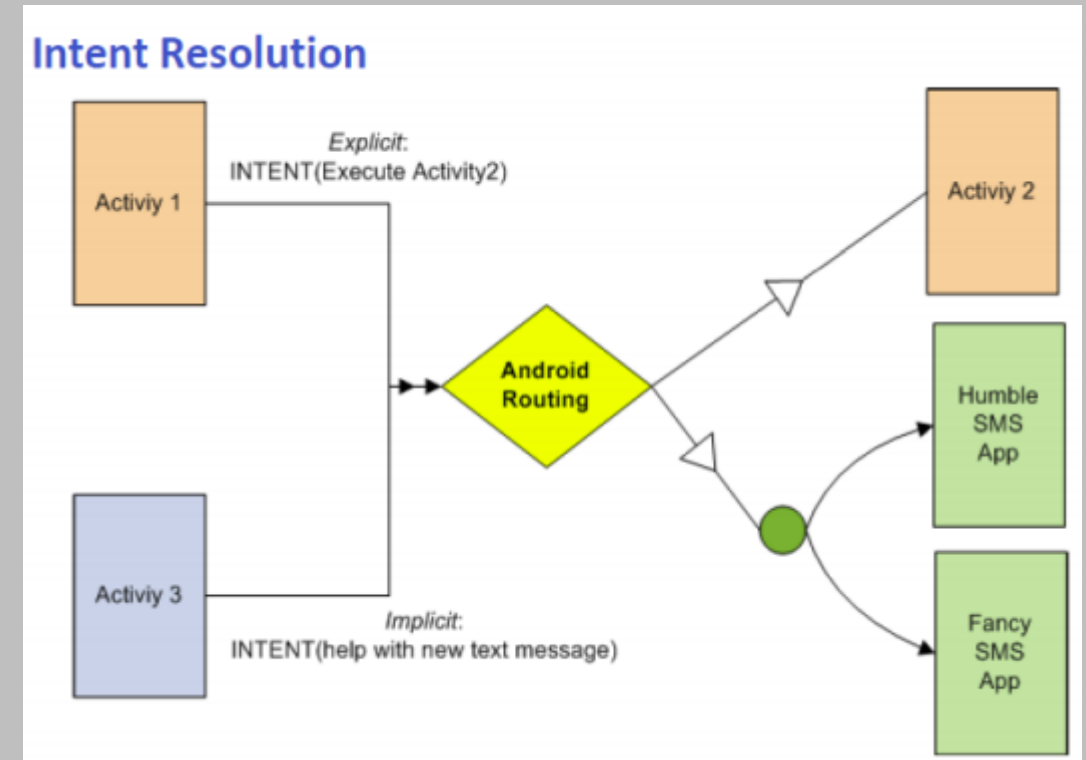 Intent Resolution
Explicit:
INTENT(Execute Activity2)
Activiy 1
Activiy 2
Android
Routing
Humble
SMS
App
Activiy 3
Implicit:
INTENT(help with new text message)
Fancy
SMS
App